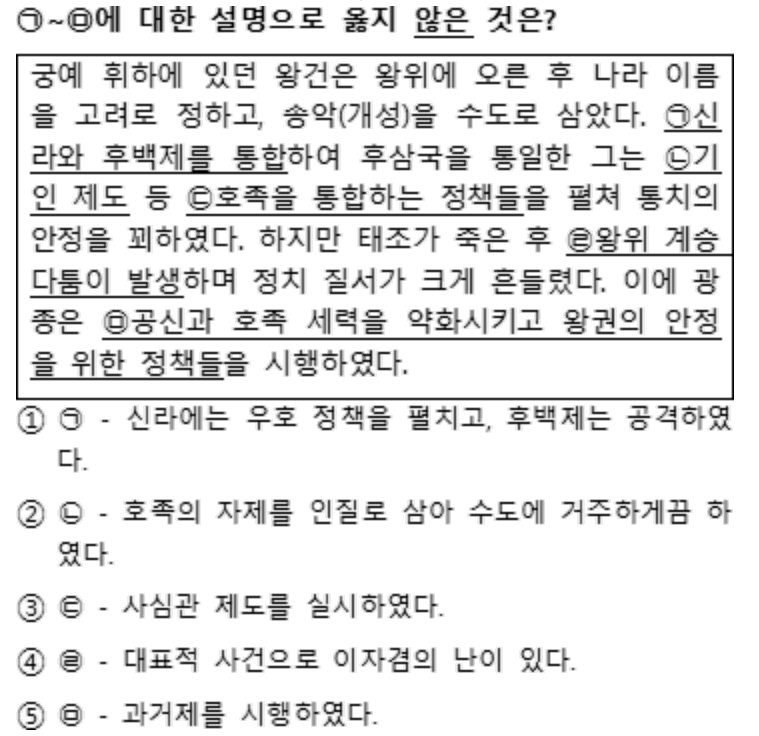 ㉠~㉤에 대한 설명으로 옳지 않은 것은?
궁예 휘하에 있던 왕건은 왕위에 오른 후 나라 이름
을 고려로 정하고, 송악(개성)을 수도로 삼았다. ㉠신
라와 후백제를 통합하여 후삼국을 통일한 그는 ㉡기
인 제도 등 ㉢호족을 통합하는 정책들을 펼쳐 통치의
안정을 꾀하였다. 하지만 태조가 죽은 후 ㉣왕위 계승
다툼이 발생하며 정치 질서가 크게 흔들렸다. 이에 광
종은 ㉤공신과 호족 세력을 약화시키고 왕권의 안정
을 위한 정책들을 시행하였다.
① ㉠ - 신라에는 우호 정책을 펼치고, 후백제는 공격하였
다.
② ㉡ - 호족의 자제를 인질로 삼아 수도에 거주하게끔 하
였다.
③ ㉢ - 사심관 제도를 실시하였다.
④ ㉣ - 대표적 사건으로 이자겸의 난이 있다.
⑤ ㉤ - 과거제를 시행하였다.